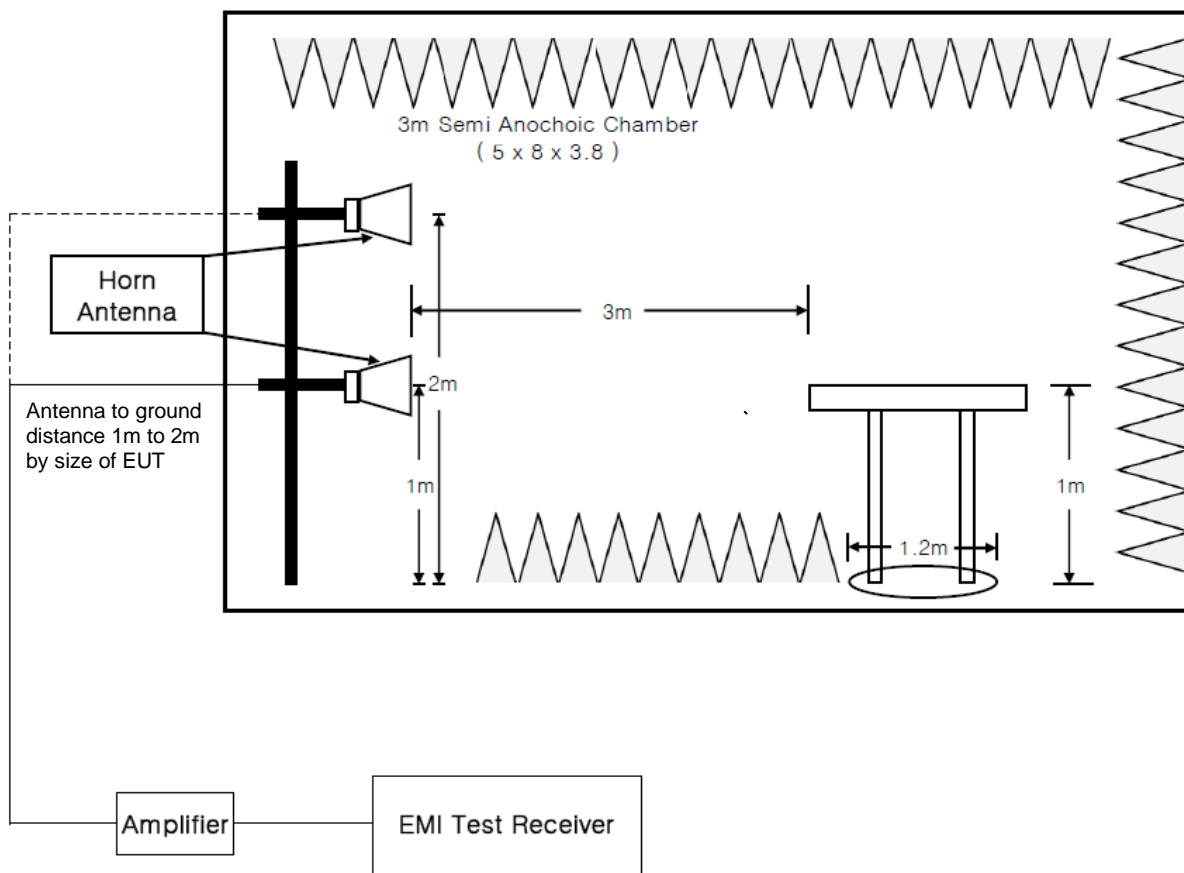 3m Semi Anochoic Chamber
( 5 x 8 x 3.8 )
Horn
Antenna
3m
2m
Antenna to ground
distance 1m to 2m
by size of EUT
1m
1m
1.2m
Amplifier
EMI Test Receiver